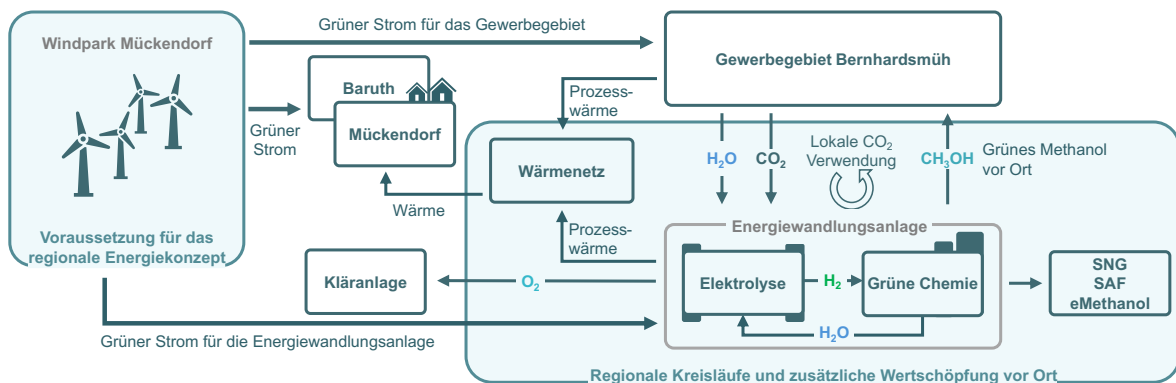 Grüner Strom für das Gewerbegebiet
Windpark Mückendorf
Gewerbegebiet Bernhardsmüh
Baruth
Prozess-
wärme
Grüner
Strom
Mückendorf
H₂O
CO₂
Lokale CO₂
Verwendung
CH₃OH
Grünes Methanol
vor Ort
Wärmenetz
Wärme
Prozess-
wärme
Energiewandlungsanlage
Voraussetzung für das
regionale Energiekonzept
Kläranlage
O₂
Elektrolyse
H₂
Grüne Chemie
SNG
SAF
eMethanol
H₂O
Grüner Strom für die Energiewandlungsanlage
Regionale Kreisläufe und zusätzliche Wertschöpfung vor Ort